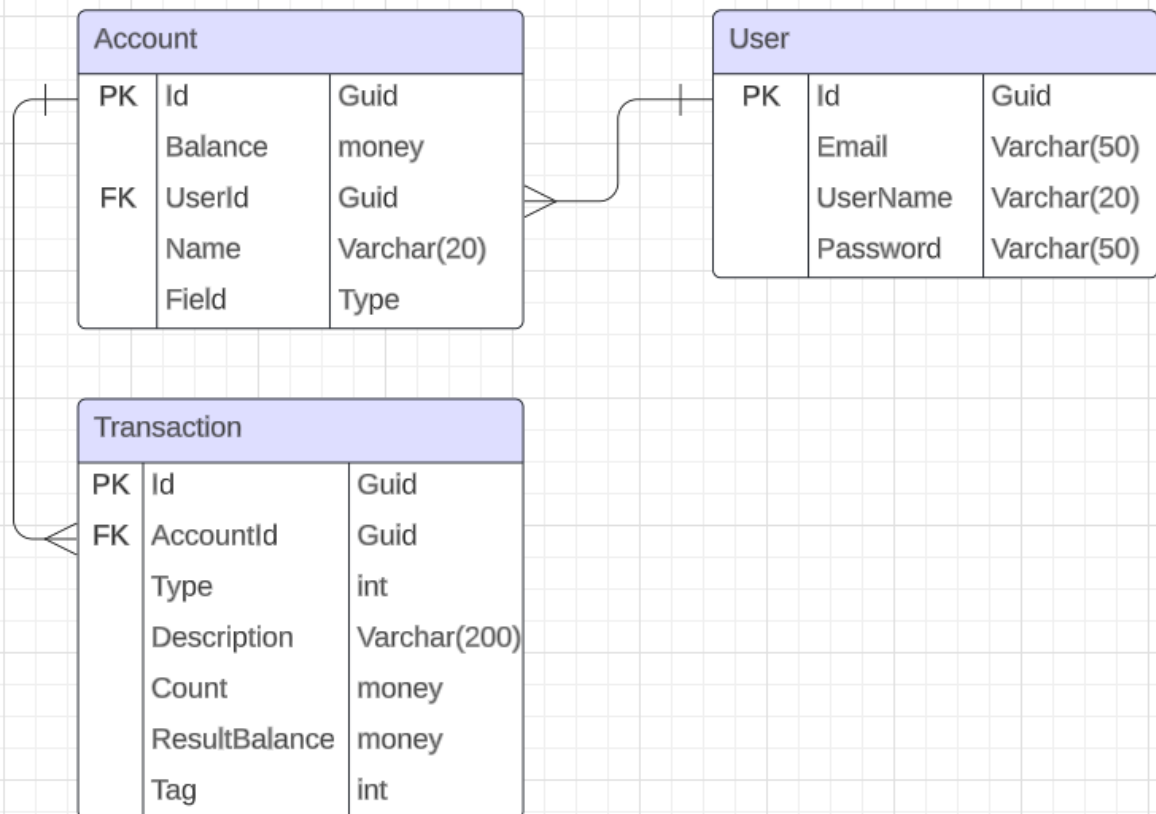 Account
PK Id Guid
Balance money
FK UserId Guid
Name Varchar(20)
Field Type
User
PK Id Guid
Email Varchar(50)
UserName Varchar(20)
Password Varchar(50)
Transaction
PK Id Guid
FK AccountId Guid
Type int
Description Varchar(200)
Count money
ResultBalance money
Tag int